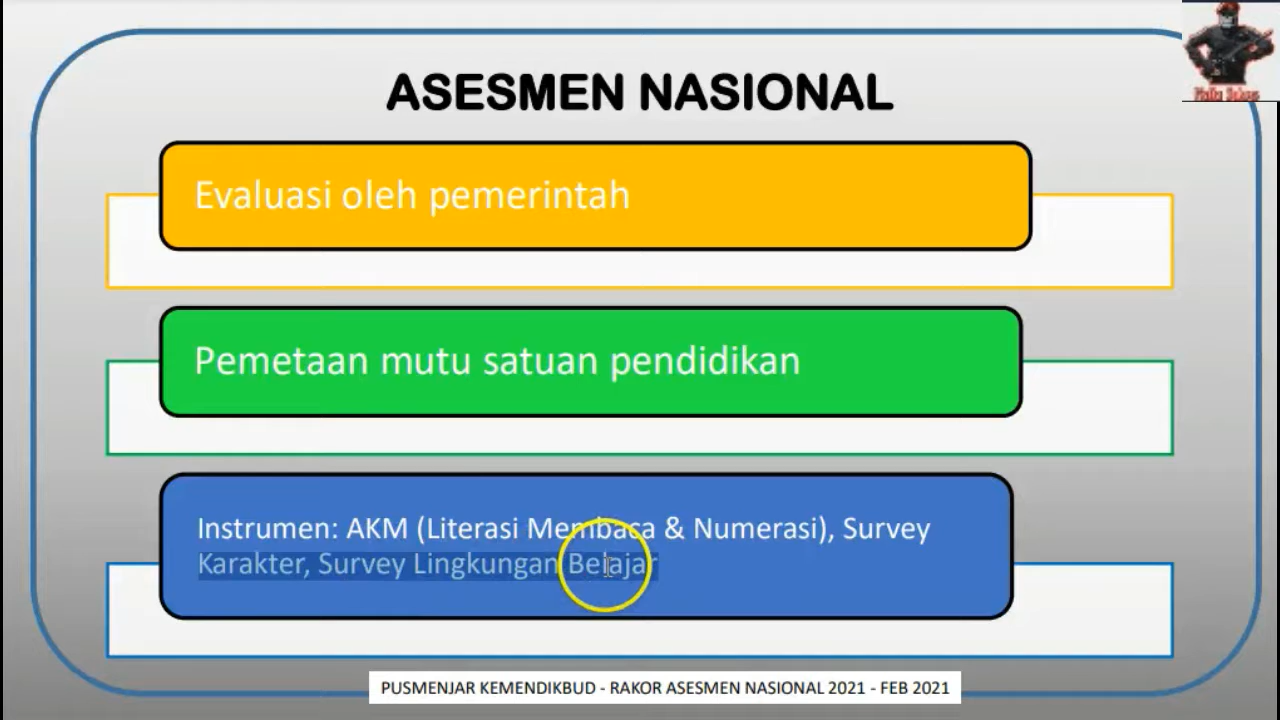 ASESMEN NASIONAL
Evaluasi oleh pemerintah
Pemetaan mutu satuan pendidikan
Instrumen: AKM (Literasi Membaca & Numerasi), Survey
Karakter, Survey Lingkungan Belajar
PUSMENJAR KEMENDIKBUD - RAKOR ASESMEN NASIONAL 2021 - FEB 2021